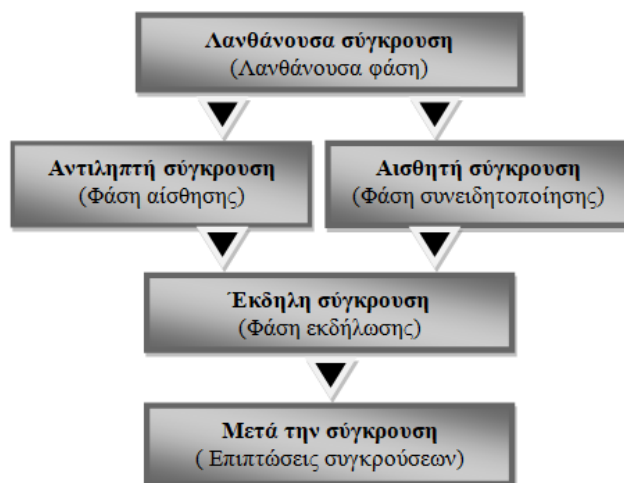 Λανθάνουσα σύγκρουση
(Λανθάνουσα φάση)
Αντιληπτή σύγκρουση
(Φάση αίσθησης)
Αισθητή σύγκρουση
(Φάση συνειδητοποίησης)
Έκδηλη σύγκρουση
(Φάση εκδήλωσης)
Μετά την σύγκρουση
( Επιπτώσεις συγκρούσεων)